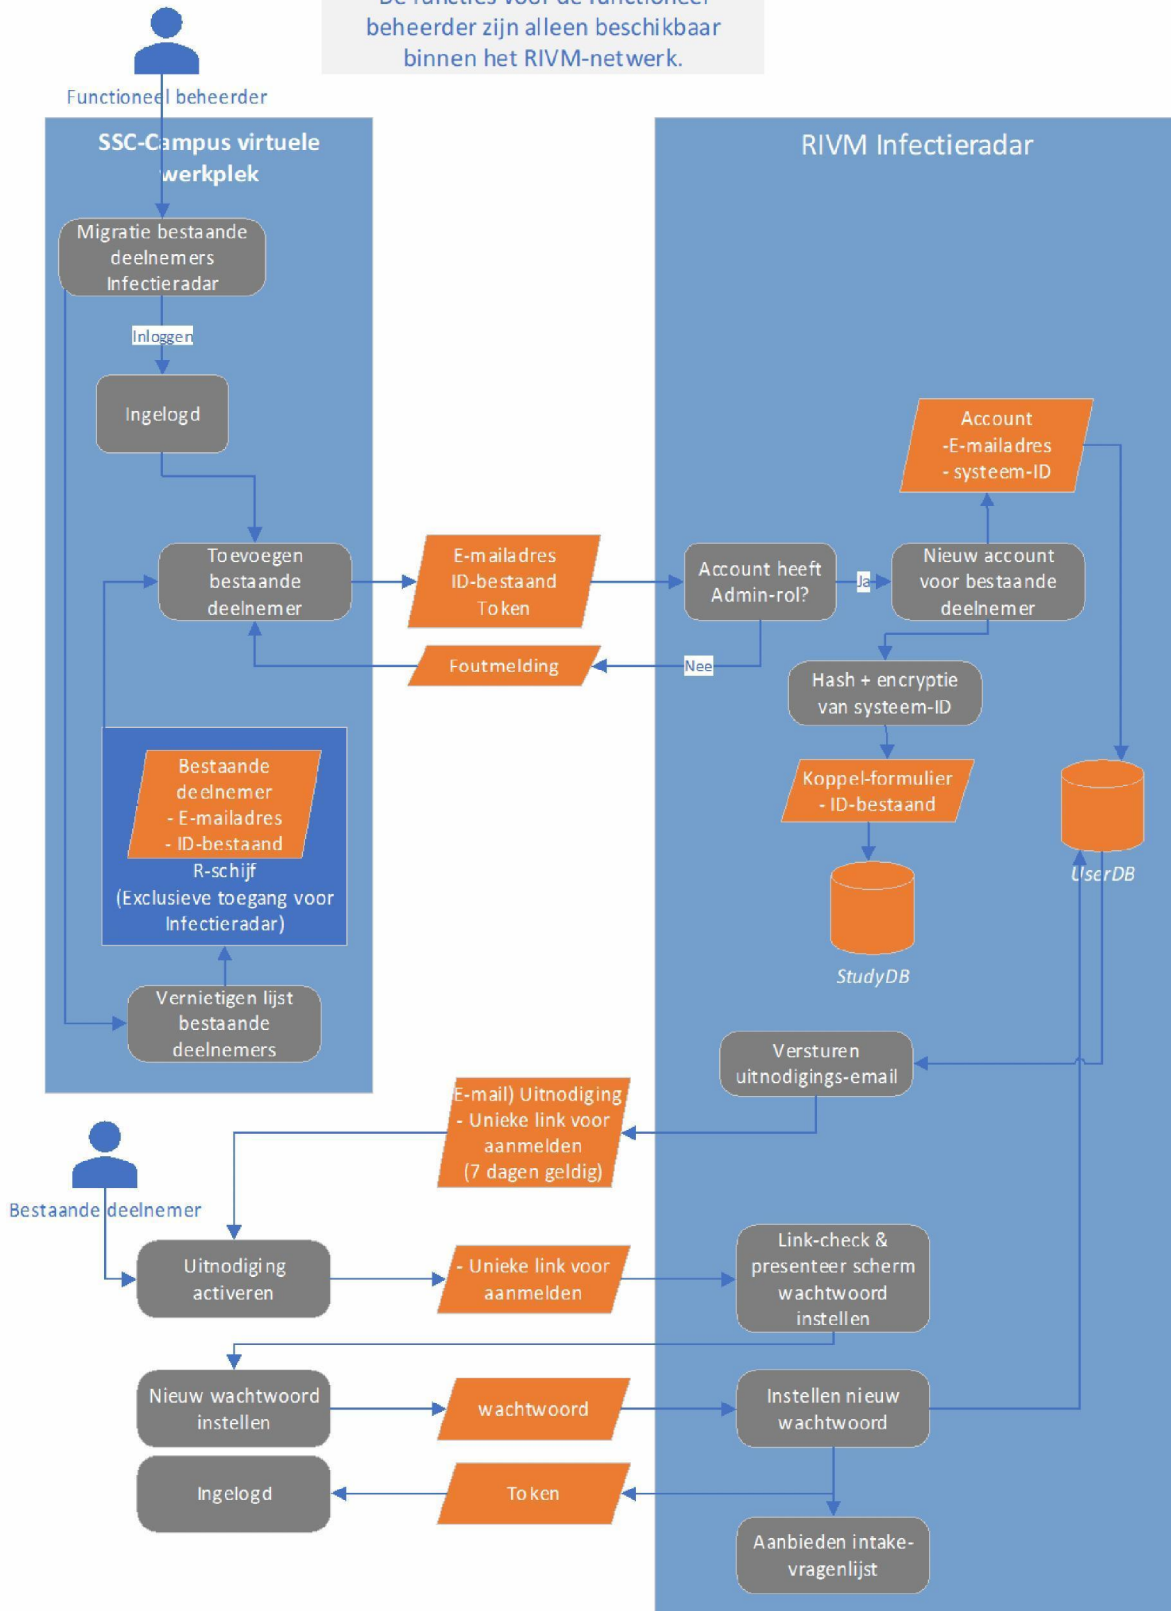 De functies voor de functioneel
beheerder zijn alleen beschikbaar
binnen het RIVM-netwerk.
Functioneel beheerder
SSC-Campus virtuele
werkplek
RIVM Infectieradar
Migratie bestaande
deelnemers
Infectieradar
Inloggen
Ingelogd
Account
-E-mailadres
- systeem-ID
Toevoegen
bestaande
deelnemer
E-mailadres
ID-bestaand
Token
Account heeft
Admin-rol?
Ja
Nieuw account
voor bestaande
deelnemer
Foutmelding
Nee
Hash + encryptie
van systeem-ID
Bestaande
deelnemer
- E-mailadres
- ID-bestaand
R-schijf
(Exclusieve toegang voor
Infectieradar)
Koppel-formulier
- ID-bestaand
UserDB
StudyDB
Vernietigen lijst
bestaande
deelnemers
Versturen
uitnodigings-email
E-mail) Uitnodiging
- Unieke link voor
aanmelden
(7 dagen geldig)
Bestaande deelnemer
Uitnodiging
activeren
- Unieke link voor
aanmelden
Link-check &
presenteer scherm
wachtwoord
instellen
Nieuw wachtwoord
instellen
wachtwoord
Instellen nieuw
wachtwoord
Ingelogd
Token
Aanbieden intake-
vragenlijst